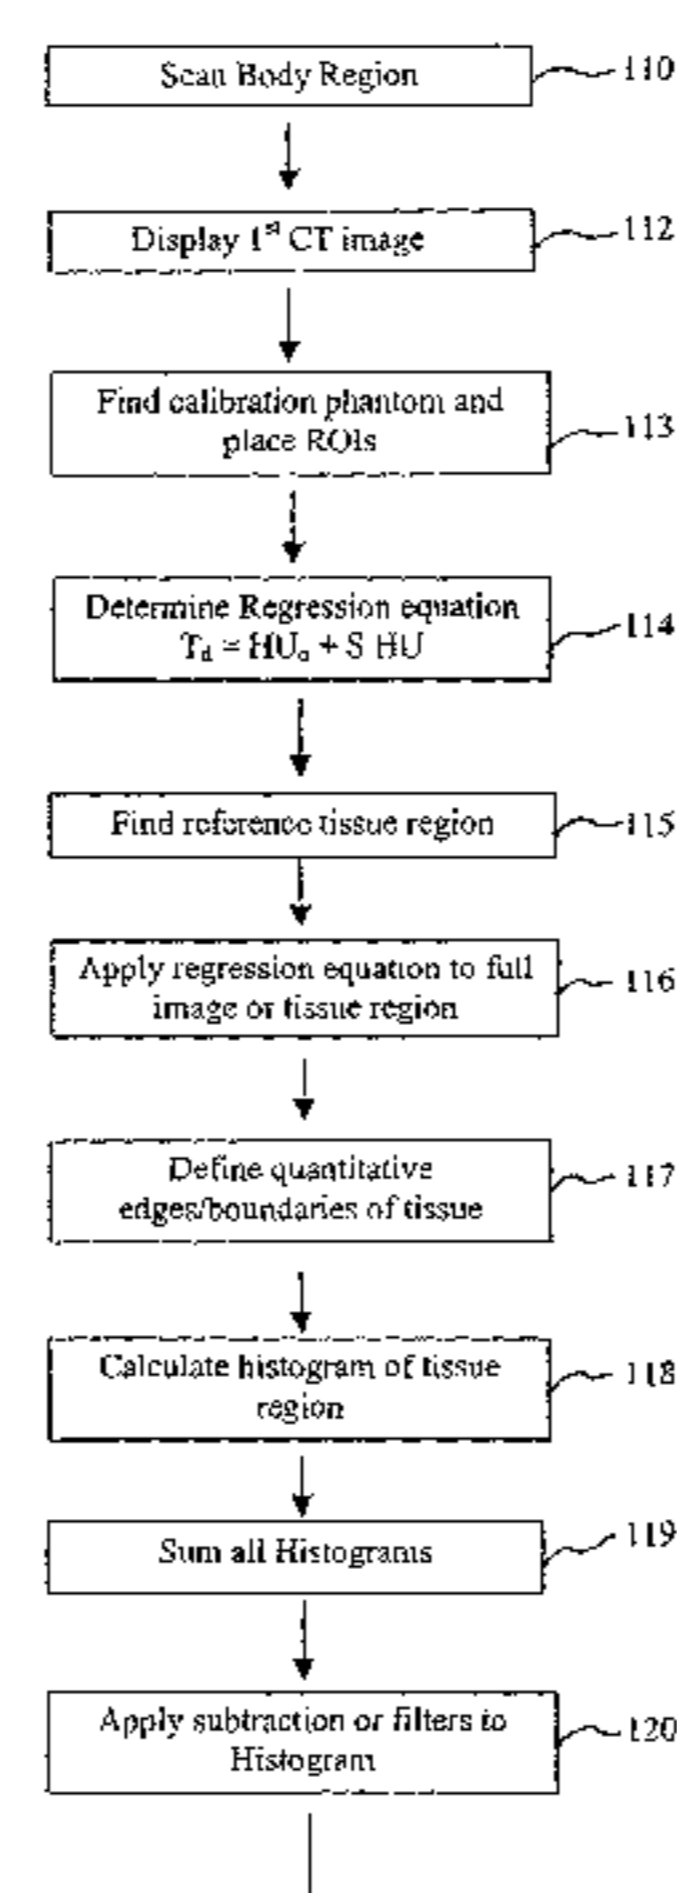 Scan Body Region
110
Display 1st CT image
112
Find calibration phantom and
place ROIs
113
Determine Regression equation
Td = HUo + S HU
114
Find reference tissue region
115
Apply regression equation to full
image or tissue region
116
Define quantitative
edges/boundaries of tissue
117
Calculate histogram of tissue
region
118
Sum all Histograms
119
Apply subtraction or filters to
Histogram
120